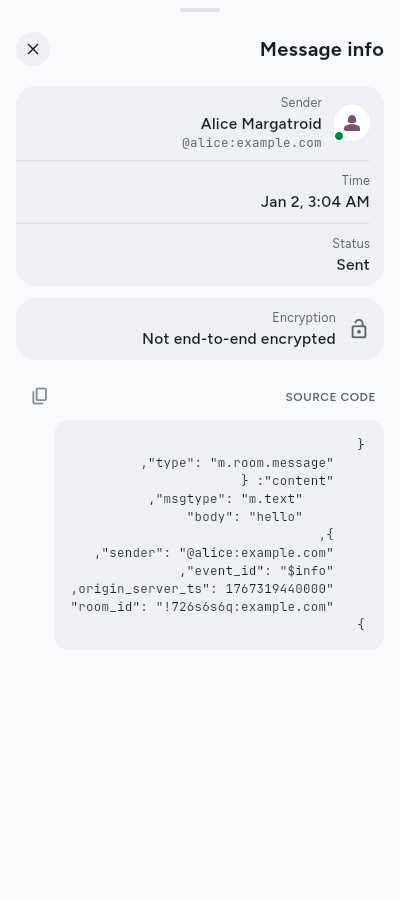 Message info
Sender
Alice Margatroid
@alice:example.com
Time
Jan 2, 3:04 AM
Status
Sent
Encryption
Not end-to-end encrypted
SOURCE CODE
}
,"type": "m.room.message"
} :"content"
,"msgtype": "m.text"
"body": "hello"
,{
,"sender": "@alice:example.com"
,"event_id": "$info"
,origin_server_ts": 1767319440000"
"room_id": "!726s6s6q:example.com"
{